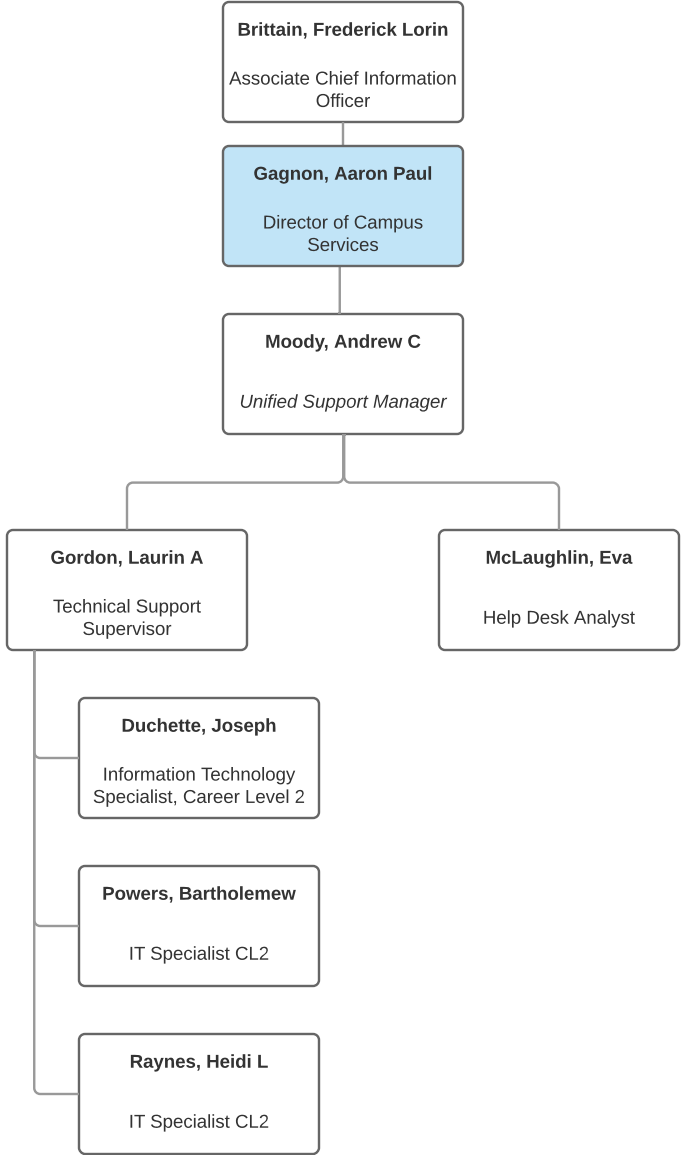 Brittain, Frederick Lorin
Associate Chief Information
Officer
Gagnon, Aaron Paul
Director of Campus
Services
Moody, Andrew C
Unified Support Manager
Gordon, Laurin A
Technical Support
Supervisor
McLaughlin, Eva
Help Desk Analyst
Duchette, Joseph
Information Technology
Specialist, Career Level 2
Powers, Bartholemew
IT Specialist CL2
Raynes, Heidi L
IT Specialist CL2